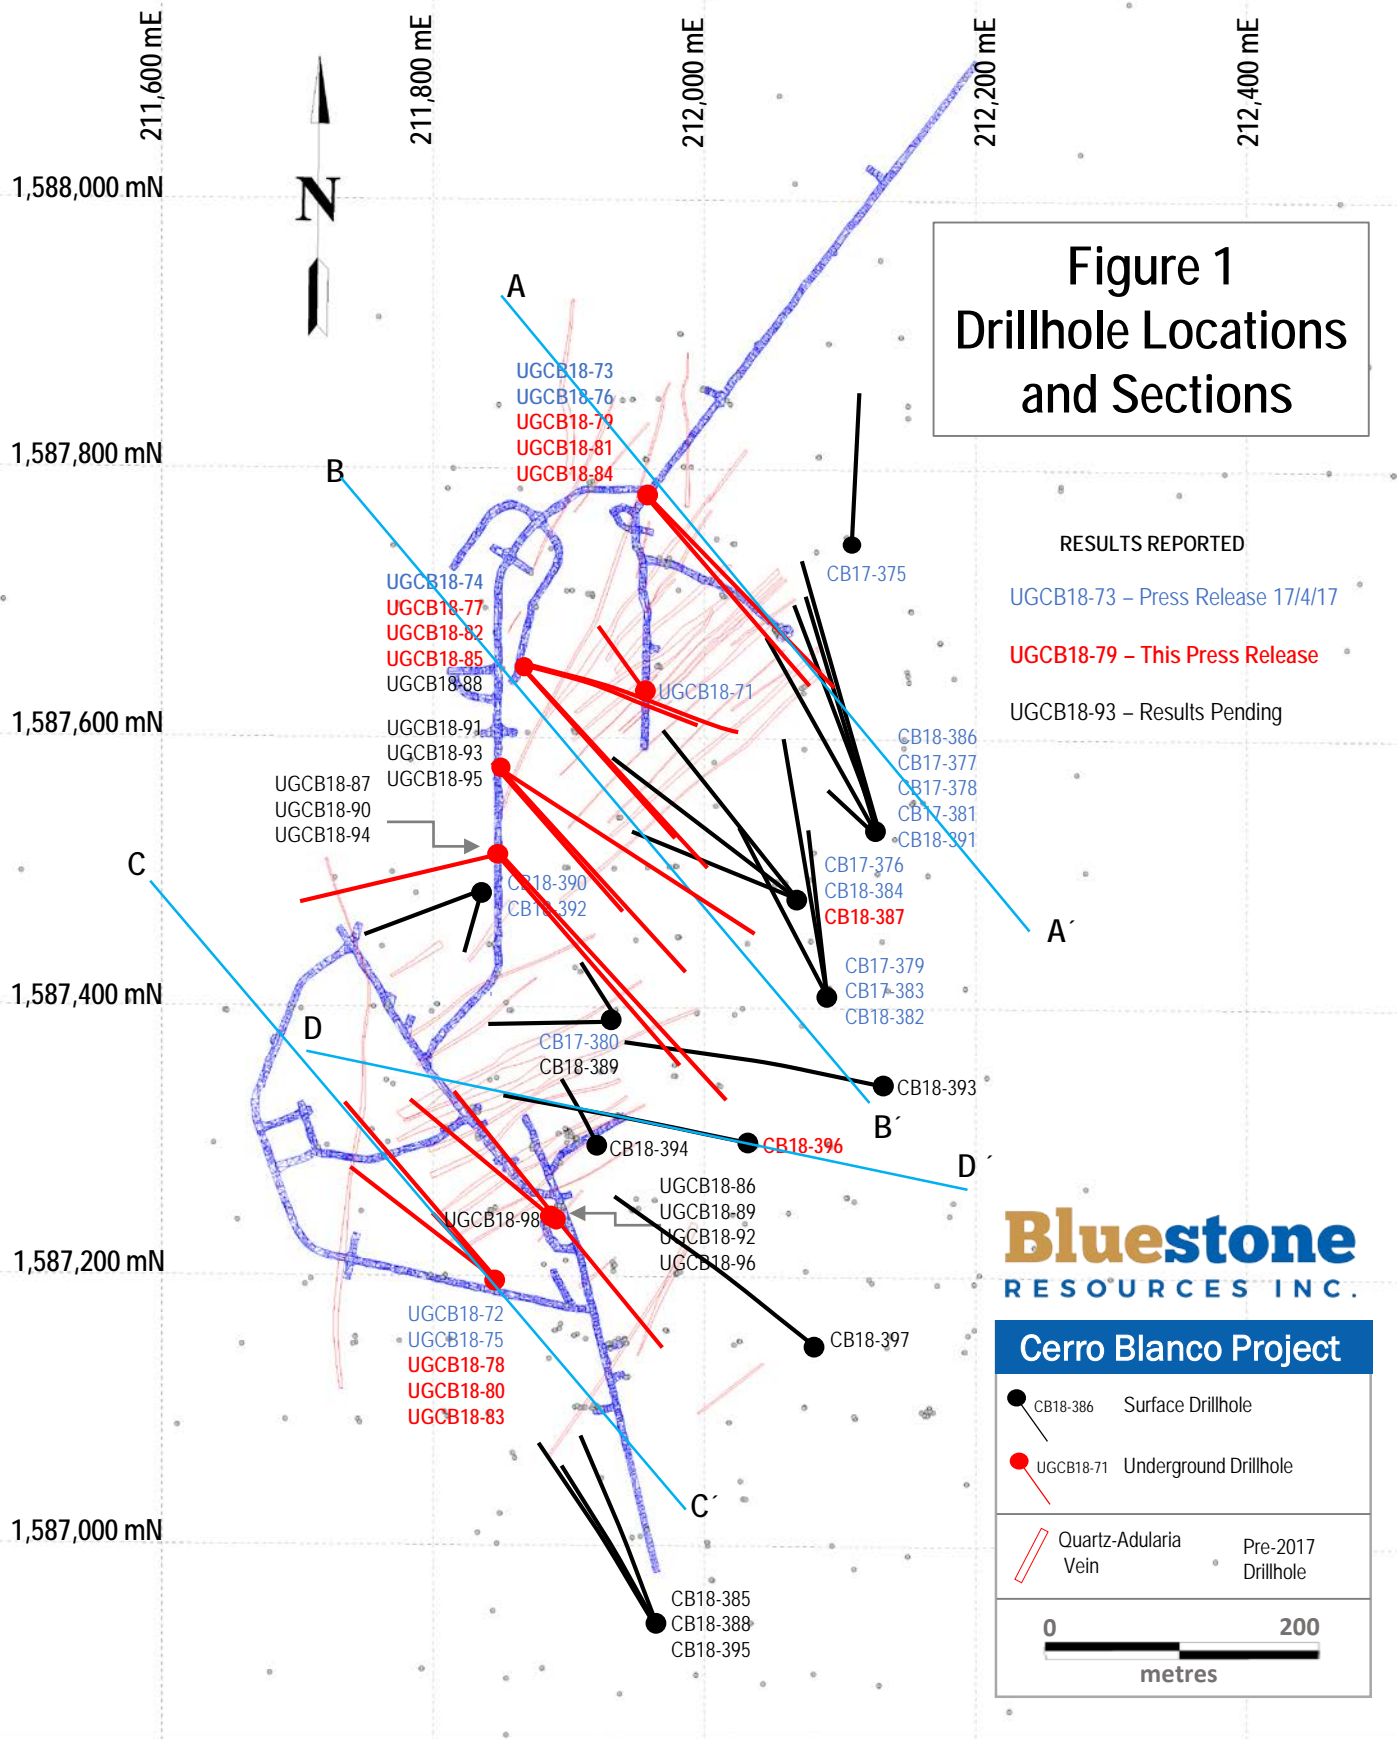 211,600 mE
211,800 mE
212,000 mE
212,200 mE
212,400 mE
1,588,000 mN
1,587,800 mN
1,587,600 mN
1,587,400 mN
1,587,200 mN
1,587,000 mN
N
Figure 1
Drillhole Locations
and Sections
A
UGCB18-73
UGCB18-76
UGCB18-79
UGCB18-81
UGCB18-84
B
UGCB18-74
UGCB18-77
UGCB18-82
UGCB18-85
UGCB18-88
UGCB18-91
UGCB18-93
UGCB18-95
UGCB18-87
UGCB18-90
UGCB18-94
CB17-375
UGCB18-71
RESULTS REPORTED
UGCB18-73 – Press Release 17/4/17
UGCB18-79 – This Press Release
UGCB18-93 – Results Pending
CB18-386
CB17-377
CB17-378
CB17-381
CB18-391
CB17-376
CB18-384
CB18-387
C
CB18-390
CB18-392
A´
CB17-379
CB17-383
CB18-382
D
CB17-380
CB18-389
CB18-393
B´
CB18-394
CB18-396
D´
UGCB18-98
UGCB18-86
UGCB18-89
UGCB18-92
UGCB18-96
UGCB18-72
UGCB18-75
UGCB18-78
UGCB18-80
UGCB18-83
CB18-397
C´
CB18-385
CB18-388
CB18-395
Bluestone
RESOURCES INC.
Cerro Blanco Project
CB18-386 Surface Drillhole
UGCB18-71 Underground Drillhole
Quartz-Adularia
Vein
Pre-2017
Drillhole
0 200
metres